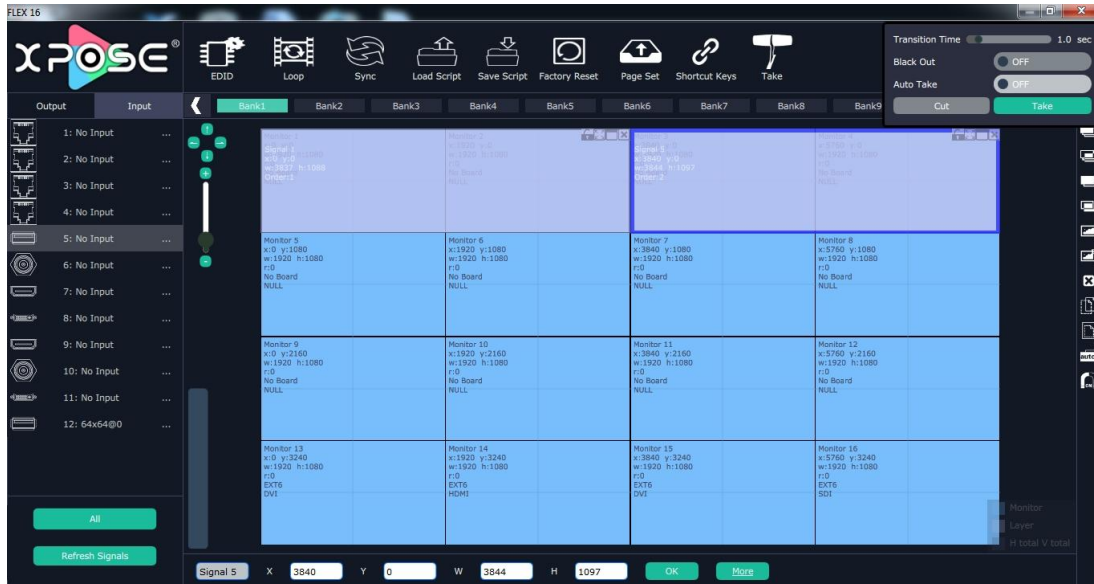 FLEX 16
XPOSE®
EDID
Loop
Sync
Load Script
Save Script
Factory Reset
Page Set
Shortcut Keys
Take
Transition Time 1.0 sec
Black Out OFF
Auto Take OFF
Cut Take
Output Input
Bank1 Bank2 Bank3 Bank4 Bank5 Bank6 Bank7 Bank8 Bank9
1: No Input ...
2: No Input ...
3: No Input ...
4: No Input ...
5: No Input ...
6: No Input ...
7: No Input ...
8: No Input ...
9: No Input ...
10: No Input ...
11: No Input ...
12: 64x64@0 ...
All
Refresh Signals
Signal 1
x:0 y:0
Order:1
Signal 5
x:3840 y:0
w:3844 h:1097
Order:2
Monitor 5
x:0 y:1080
w:1920 h:1080
r:0
No Board
NULL
Monitor 6
x:1920 y:1080
w:1920 h:1080
r:0
No Board
NULL
Monitor 7
x:3840 y:1080
w:1920 h:1080
r:0
No Board
NULL
Monitor 8
x:5760 y:1080
w:1920 h:1080
r:0
No Board
NULL
Monitor 9
x:0 y:2160
w:1920 h:1080
r:0
No Board
NULL
Monitor 10
x:1920 y:2160
w:1920 h:1080
r:0
No Board
NULL
Monitor 11
x:3840 y:2160
w:1920 h:1080
r:0
No Board
NULL
Monitor 12
x:5760 y:2160
w:1920 h:1080
r:0
No Board
NULL
Monitor 13
x:0 y:3240
w:1920 h:1080
r:0
EXT6
DVI
Monitor 14
x:1920 y:3240
w:1920 h:1080
r:0
EXT6
HDMI
Monitor 15
x:3840 y:3240
w:1920 h:1080
r:0
EXT6
DVI
Monitor 16
x:5760 y:3240
w:1920 h:1080
r:0
EXT6
SDI
auto
Monitor
Layer
H total V total
Signal 5 X 3840 Y 0 W 3844 H 1097 OK More